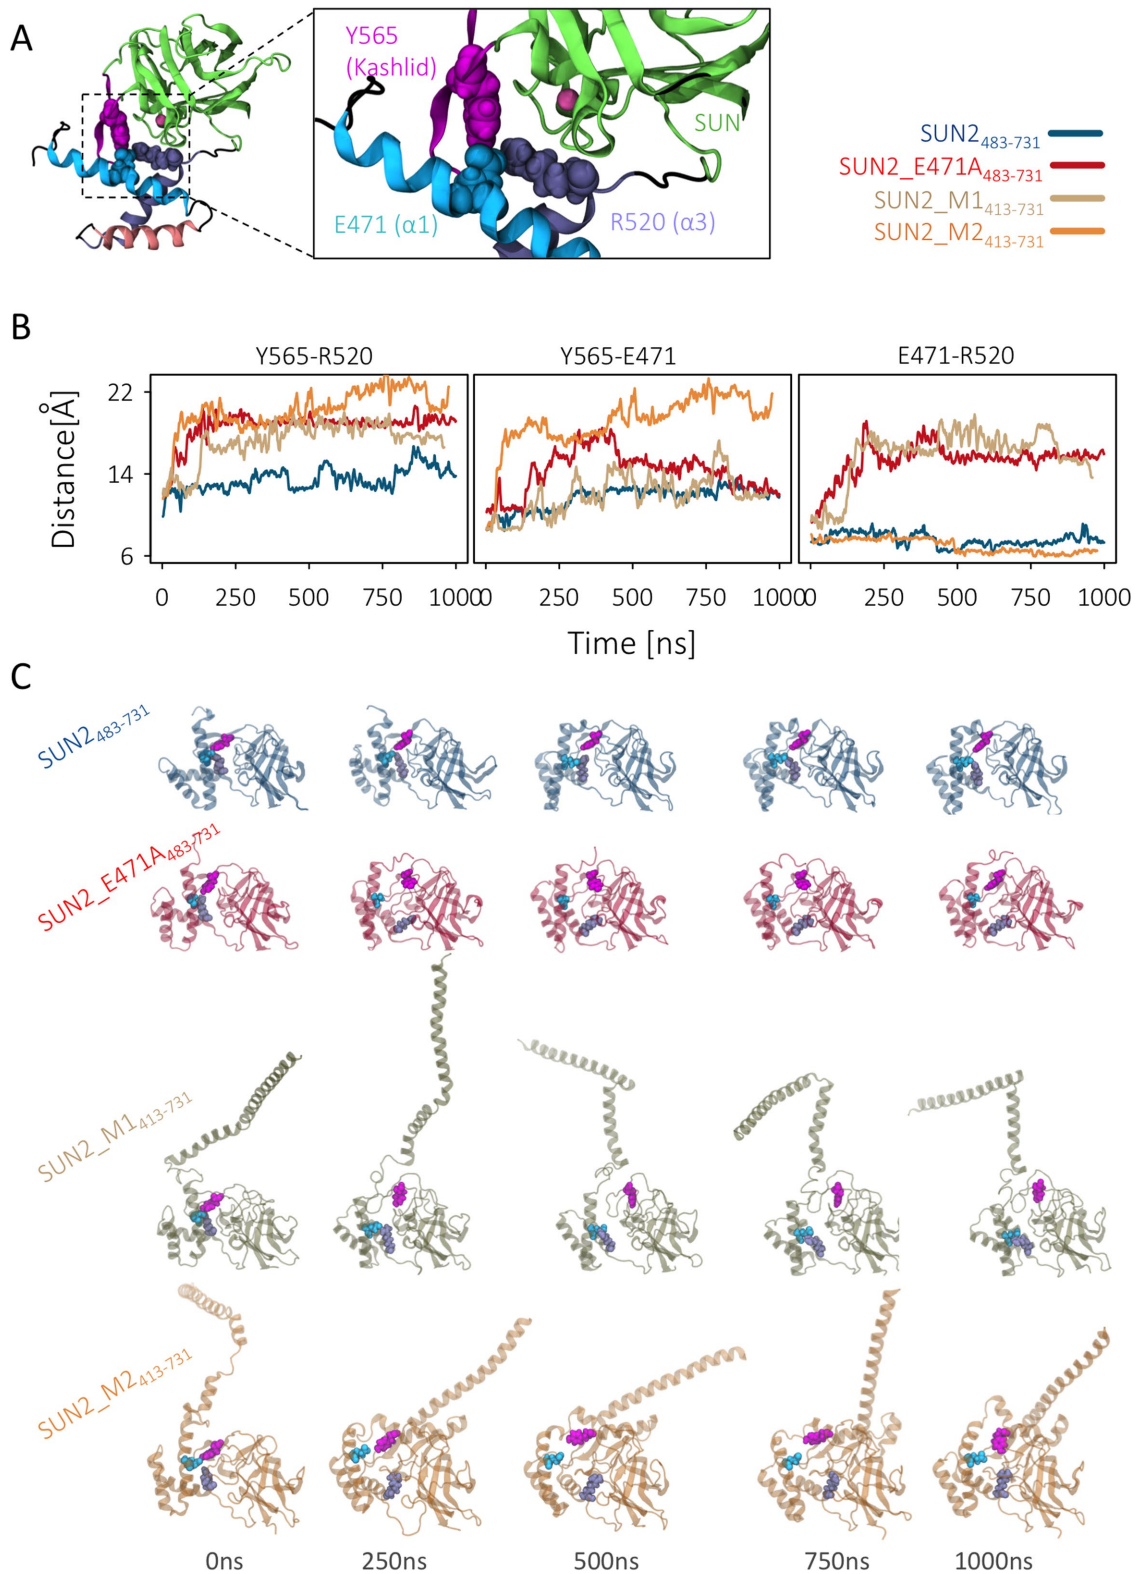 A
Y565
(Kashlid)
SUN
E471 (α1)
R520 (α3)
SUN2483-731
SUN2_E471A483-731
SUN2_M1413-731
SUN2_M2413-731
B
Y565-R520
Y565-E471
E471-R520
Distance[Å]
22
14
6
0 250 500 750 1000
0 250 500 750 1000
0 250 500 750 1000
Time [ns]
C
SUN2483-731
SUN2_E471A483-731
SUN2_M1413-731
SUN2_M2413-731
0ns 250ns 500ns 750ns 1000ns